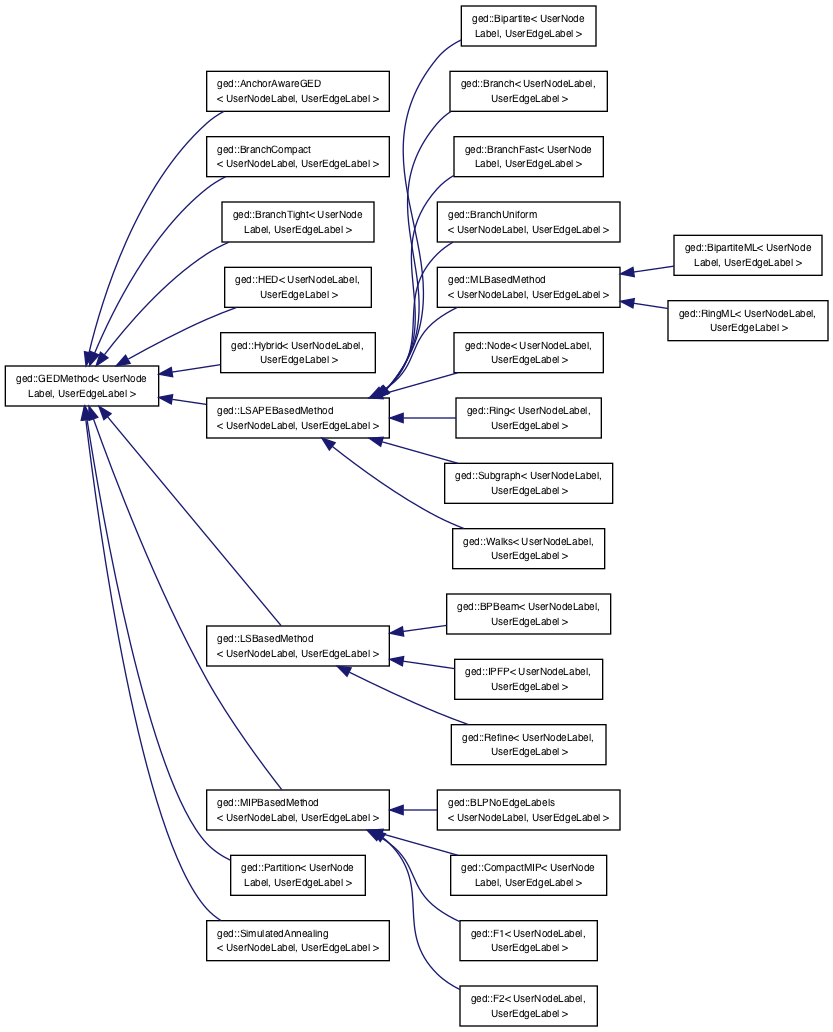 ged::Bipartite< UserNode
Label, UserEdgeLabel >
ged::AnchorAwareGED
< UserNodeLabel, UserEdgeLabel >
ged::Branch< UserNodeLabel,
UserEdgeLabel >
ged::BranchCompact
< UserNodeLabel, UserEdgeLabel >
ged::BranchFast< UserNode
Label, UserEdgeLabel >
ged::BranchTight< UserNode
Label, UserEdgeLabel >
ged::BranchUniform
< UserNodeLabel, UserEdgeLabel >
ged::BipartiteML< UserNode
Label, UserEdgeLabel >
ged::HED< UserNodeLabel,
UserEdgeLabel >
ged::MLBasedMethod
< UserNodeLabel, UserEdgeLabel >
ged::RingML< UserNodeLabel,
UserEdgeLabel >
ged::Hybrid< UserNodeLabel,
UserEdgeLabel >
ged::Node< UserNodeLabel,
UserEdgeLabel >
ged::GEDMethod< UserNode
Label, UserEdgeLabel >
ged::LSAPEBasedMethod
< UserNodeLabel, UserEdgeLabel >
ged::Ring< UserNodeLabel,
UserEdgeLabel >
ged::Subgraph< UserNodeLabel,
UserEdgeLabel >
ged::Walks< UserNodeLabel,
UserEdgeLabel >
ged::BPBeam< UserNodeLabel,
UserEdgeLabel >
ged::LSBasedMethod
< UserNodeLabel, UserEdgeLabel >
ged::IPFP< UserNodeLabel,
UserEdgeLabel >
ged::Refine< UserNodeLabel,
UserEdgeLabel >
ged::MIPBasedMethod
< UserNodeLabel, UserEdgeLabel >
ged::BLPNoEdgeLabels
< UserNodeLabel, UserEdgeLabel >
ged::Partition< UserNode
Label, UserEdgeLabel >
ged::CompactMIP< UserNode
Label, UserEdgeLabel >
ged::SimulatedAnnealing
< UserNodeLabel, UserEdgeLabel >
ged::F1< UserNodeLabel,
UserEdgeLabel >
ged::F2< UserNodeLabel,
UserEdgeLabel >